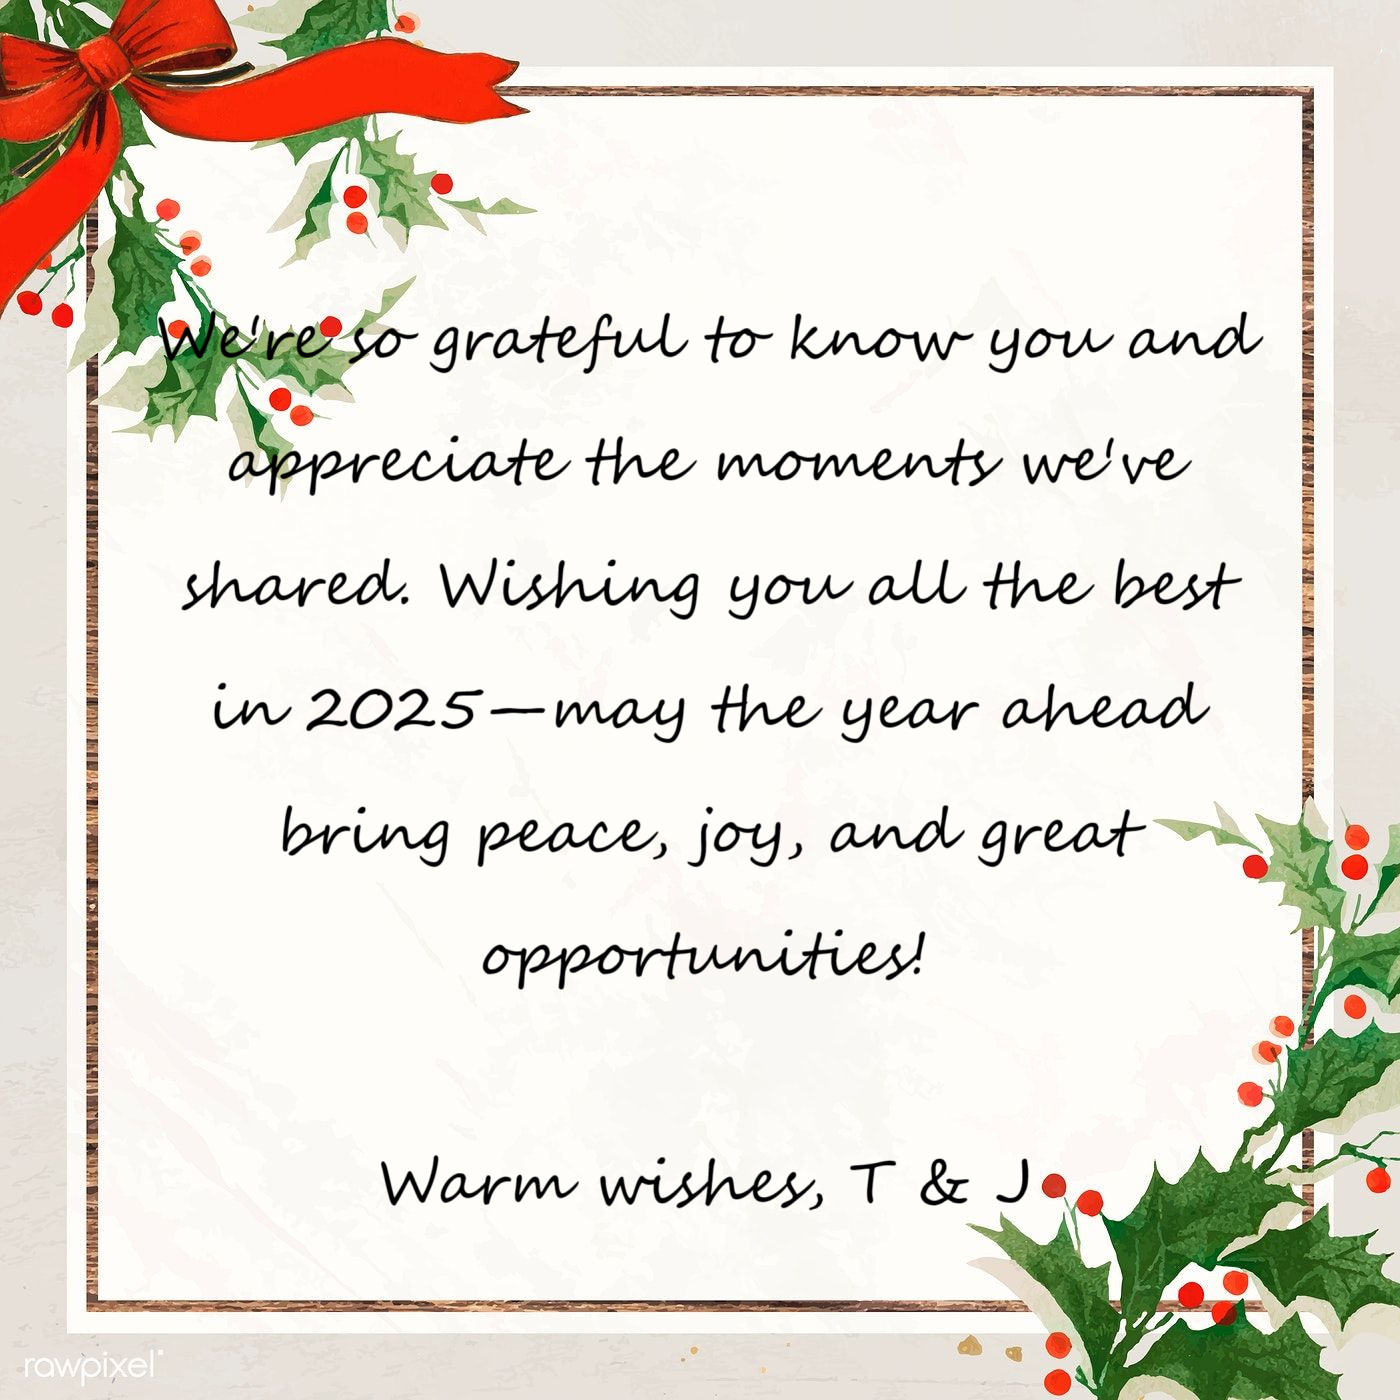 We're so grateful to know you and
appreciate the moments we've
shared. Wishing you all the best
in 2025—may the year ahead
bring peace, joy, and great
opportunities!
Warm wishes, T & J
rawpixel